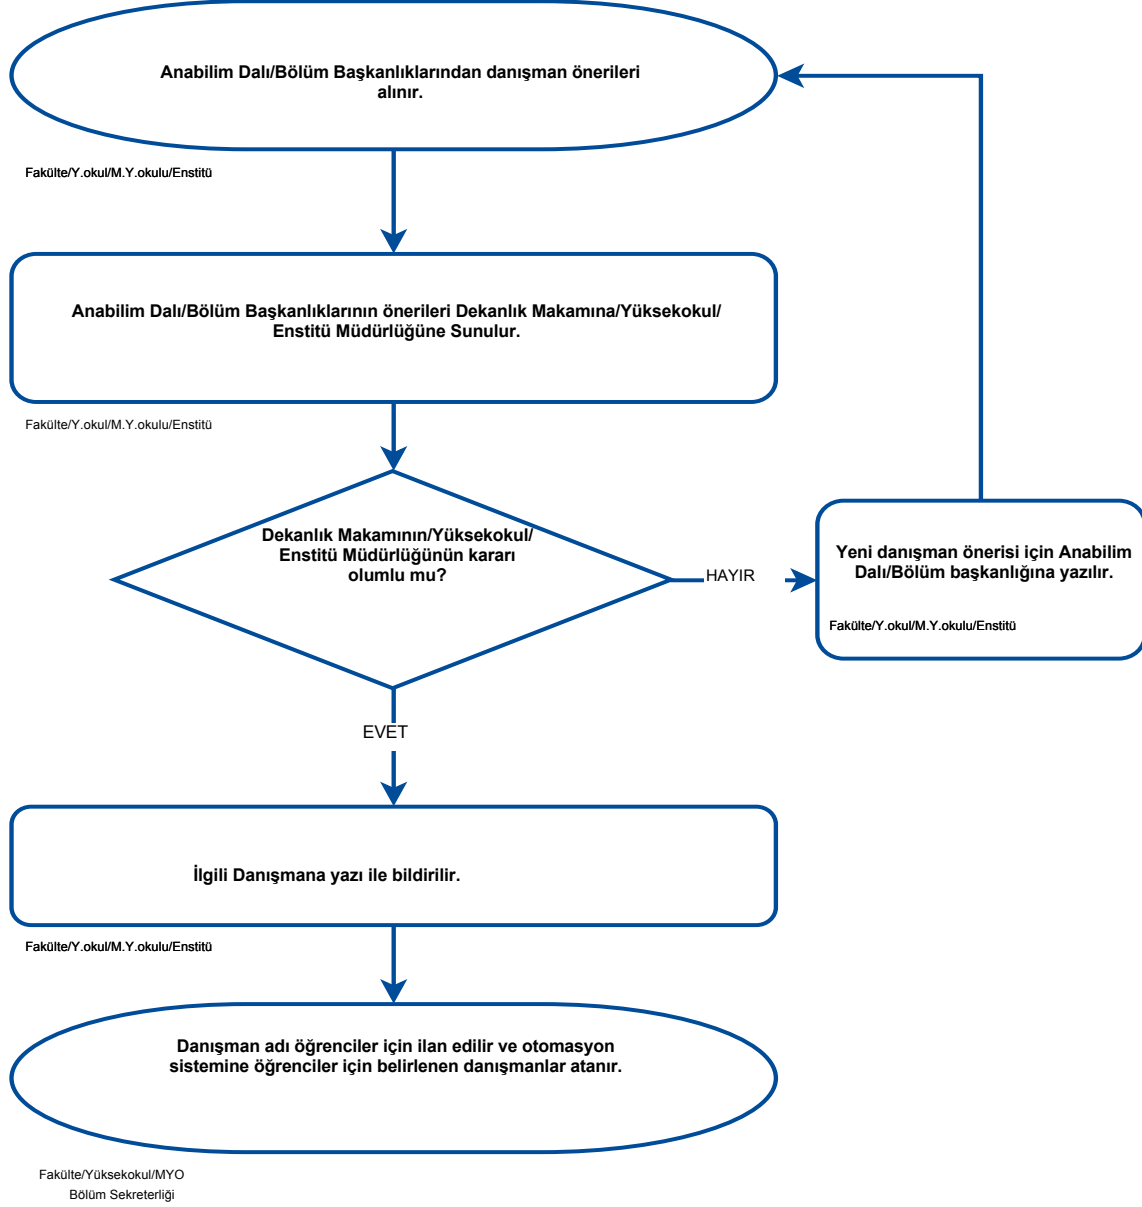 Anabilim Dalı/Bölüm Başkanlıklarından danışman önerileri
alınır.
Fakülte/Y.okul/M.Y.okulu/Enstitü
Anabilim Dalı/Bölüm Başkanlıklarının önerileri Dekanlık Makamına/Yüksekokul/
Enstitü Müdürlüğüne Sunulur.
Fakülte/Y.okul/M.Y.okulu/Enstitü
Dekanlık Makamının/Yüksekokul/
Enstitü Müdürlüğünün kararı
olumlu mu?
HAYIR
Yeni danışman önerisi için Anabilim
Dalı/Bölüm başkanlığına yazılır.
Fakülte/Y.okul/M.Y.okulu/Enstitü
EVET
İlgili Danışmana yazı ile bildirilir.
Fakülte/Y.okul/M.Y.okulu/Enstitü
Danışman adı öğrenciler için ilan edilir ve otomasyon
sistemine öğrenciler için belirlenen danışmanlar atanır.
Fakülte/Yüksekokul/MYO
Bölüm Sekreterliği